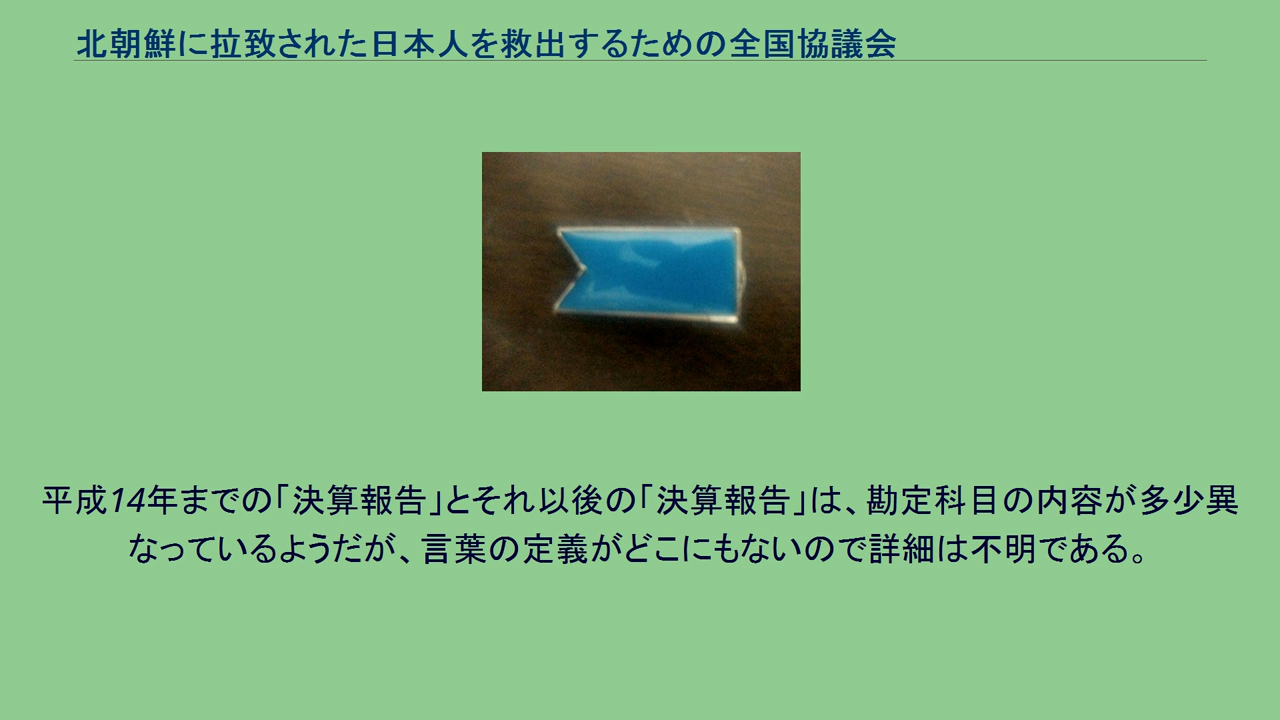 北朝鮮に拉致された日本人を救出するための全国協議会
平成14年までの「決算報告」とそれ以後の「決算報告」は、勘定科目の内容が多少異
なっているようだが、言葉の定義がどこにもないので詳細は不明である。